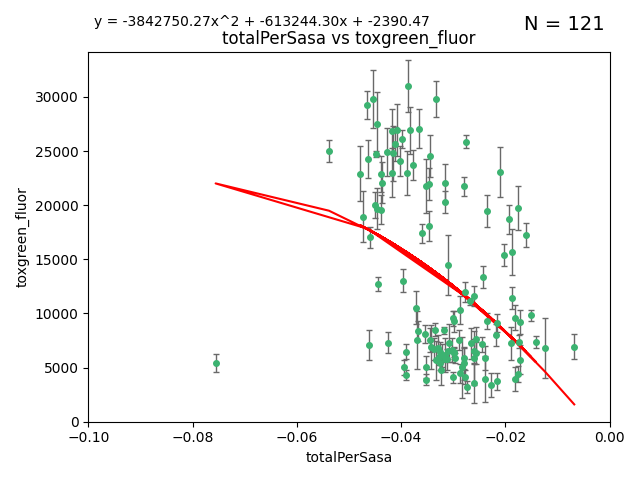 y = -3842750.27x^2 + -613244.30x + -2390.47
N = 121
totalPerSasa vs toxgreen_fluor
30000
25000
20000
15000
10000
5000
0
toxgreen_fluor
−0.10
−0.08
−0.06
−0.04
−0.02
0.00
totalPerSasa